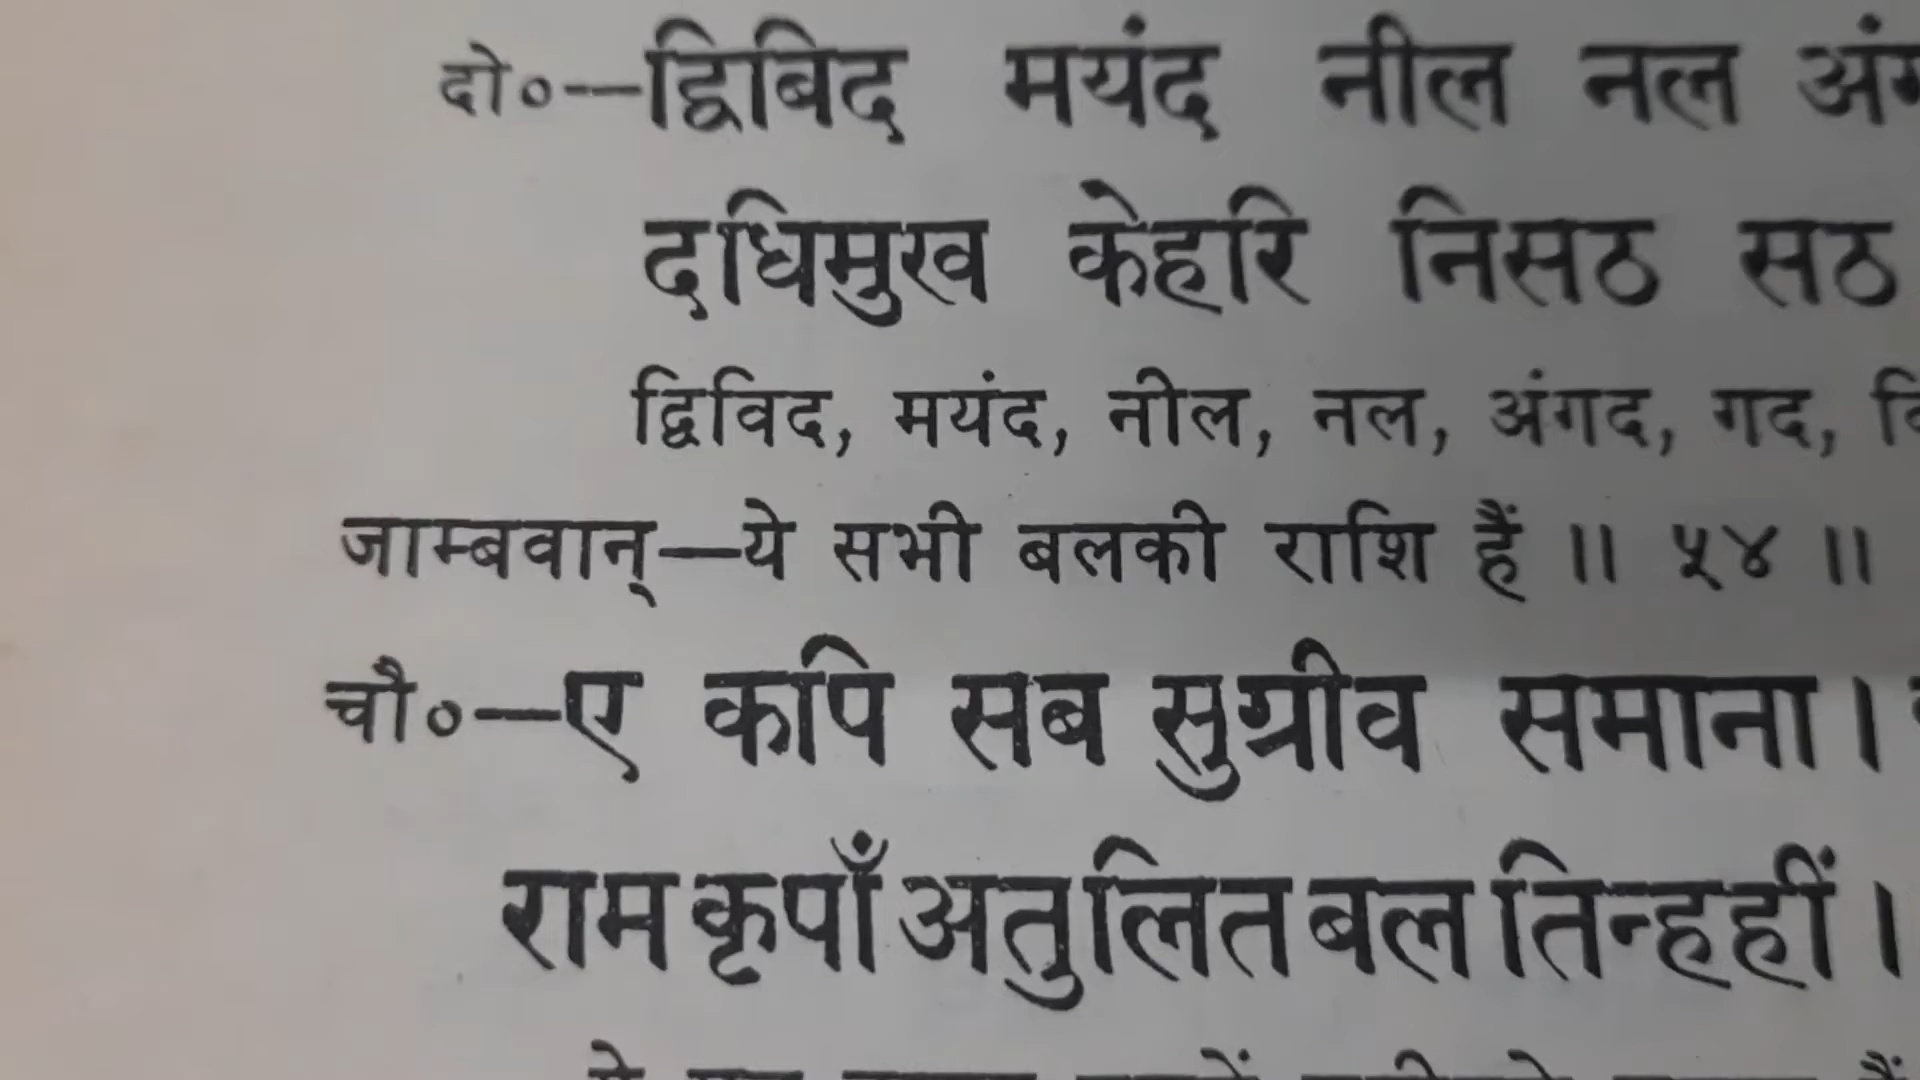 दो०—द्विबिद मयंद नील नल
दधिमुख केहरि निसठ सठ
द्विविद, मयंद, नील, नल, अंगद, गद,
जाम्बवान्—ये सभी बलकी राशि हैं ॥ ५४ ॥
चौ०—ए कपि सब सुग्रीव समाना।
राम कृपाँ अतुलित बल तिन्हहीं।